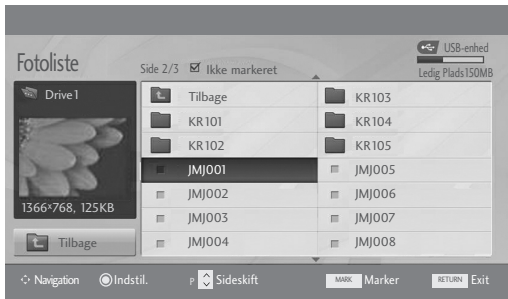 USB-enhed
Fotoliste
Side 2/3 Ikke markeret
Ledig Plads150MB
Drive1
Tilbage KR103
KR101 KR104
KR102 KR105
JMJ001 JMJ005
JMJ002 JMJ006
JMJ003 JMJ007
JMJ004 JMJ008
1366*768, 125KB
Tilbage
Navigation Indstil. P Sideskift MARK Marker RETURN Exit